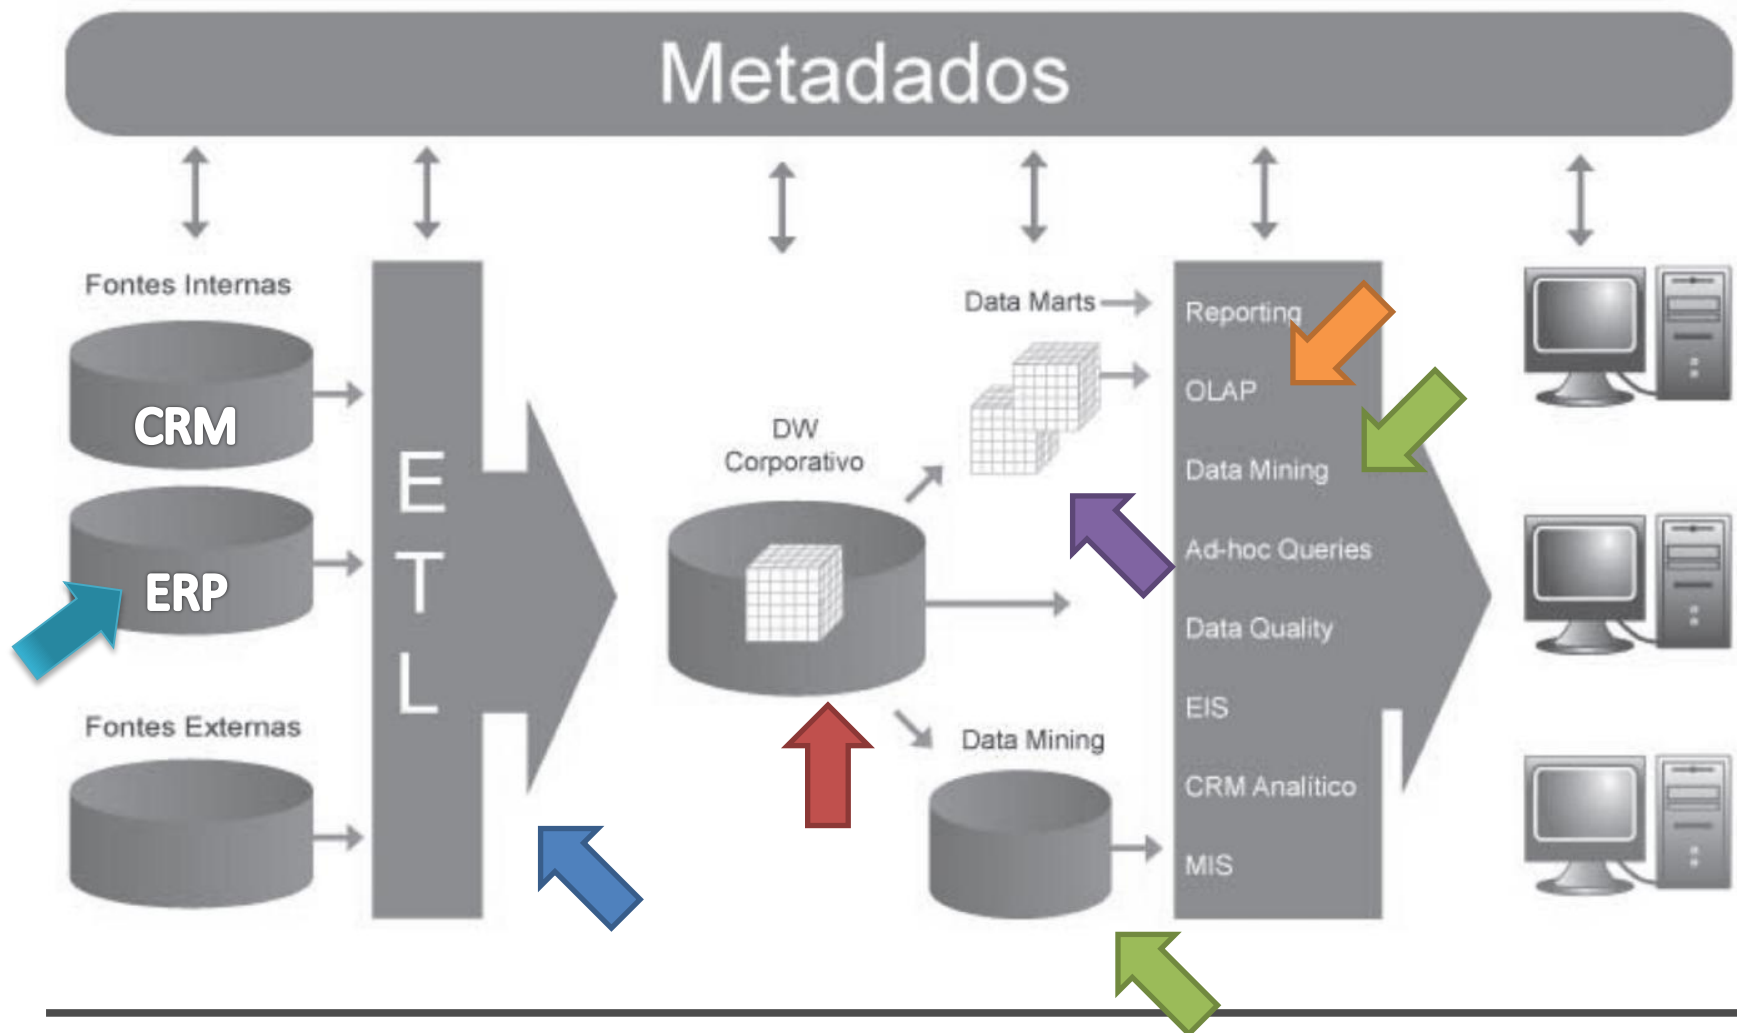 Metadados
Fontes Internas
CRM
ERP
Fontes Externas
E
T
L
DW
Corporativo
Data Marts
Data Mining
Reporting
OLAP
Data Mining
Ad-hoc Queries
Data Quality
EIS
CRM Analítico
MIS